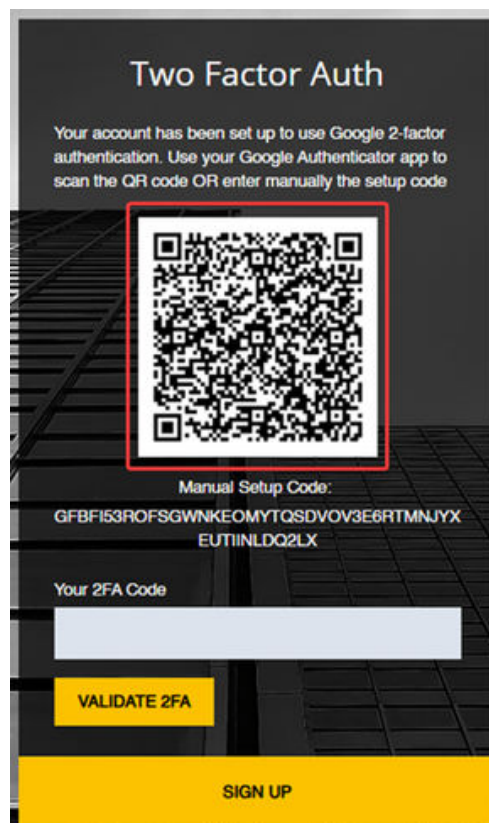 Two Factor Auth
Your account has been set up to use Google 2-factor
authentication. Use your Google Authenticator app to
scan the QR code OR enter manually the setup code
Manual Setup Code:
GFBFI53ROFSGWNKEOMYTQSDVOV3E6RTMNJYX
EUTIINLDQ2LX
Your 2FA Code
VALIDATE 2FA
SIGN UP